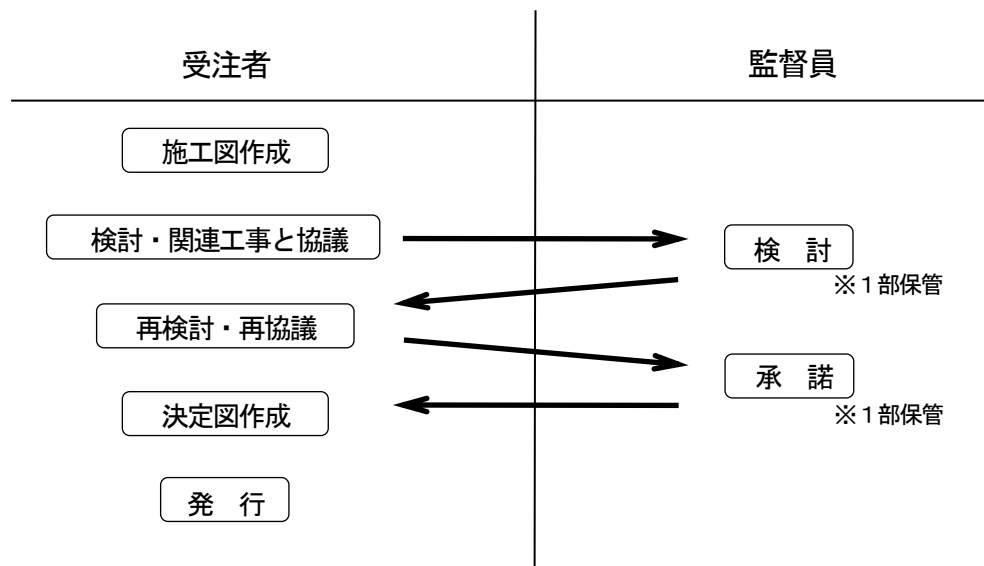 受注者
監督員
施工図作成
検討・関連工事と協議
検　討
※１部保管
再検討・再協議
承　諾
※１部保管
決定図作成
発　行